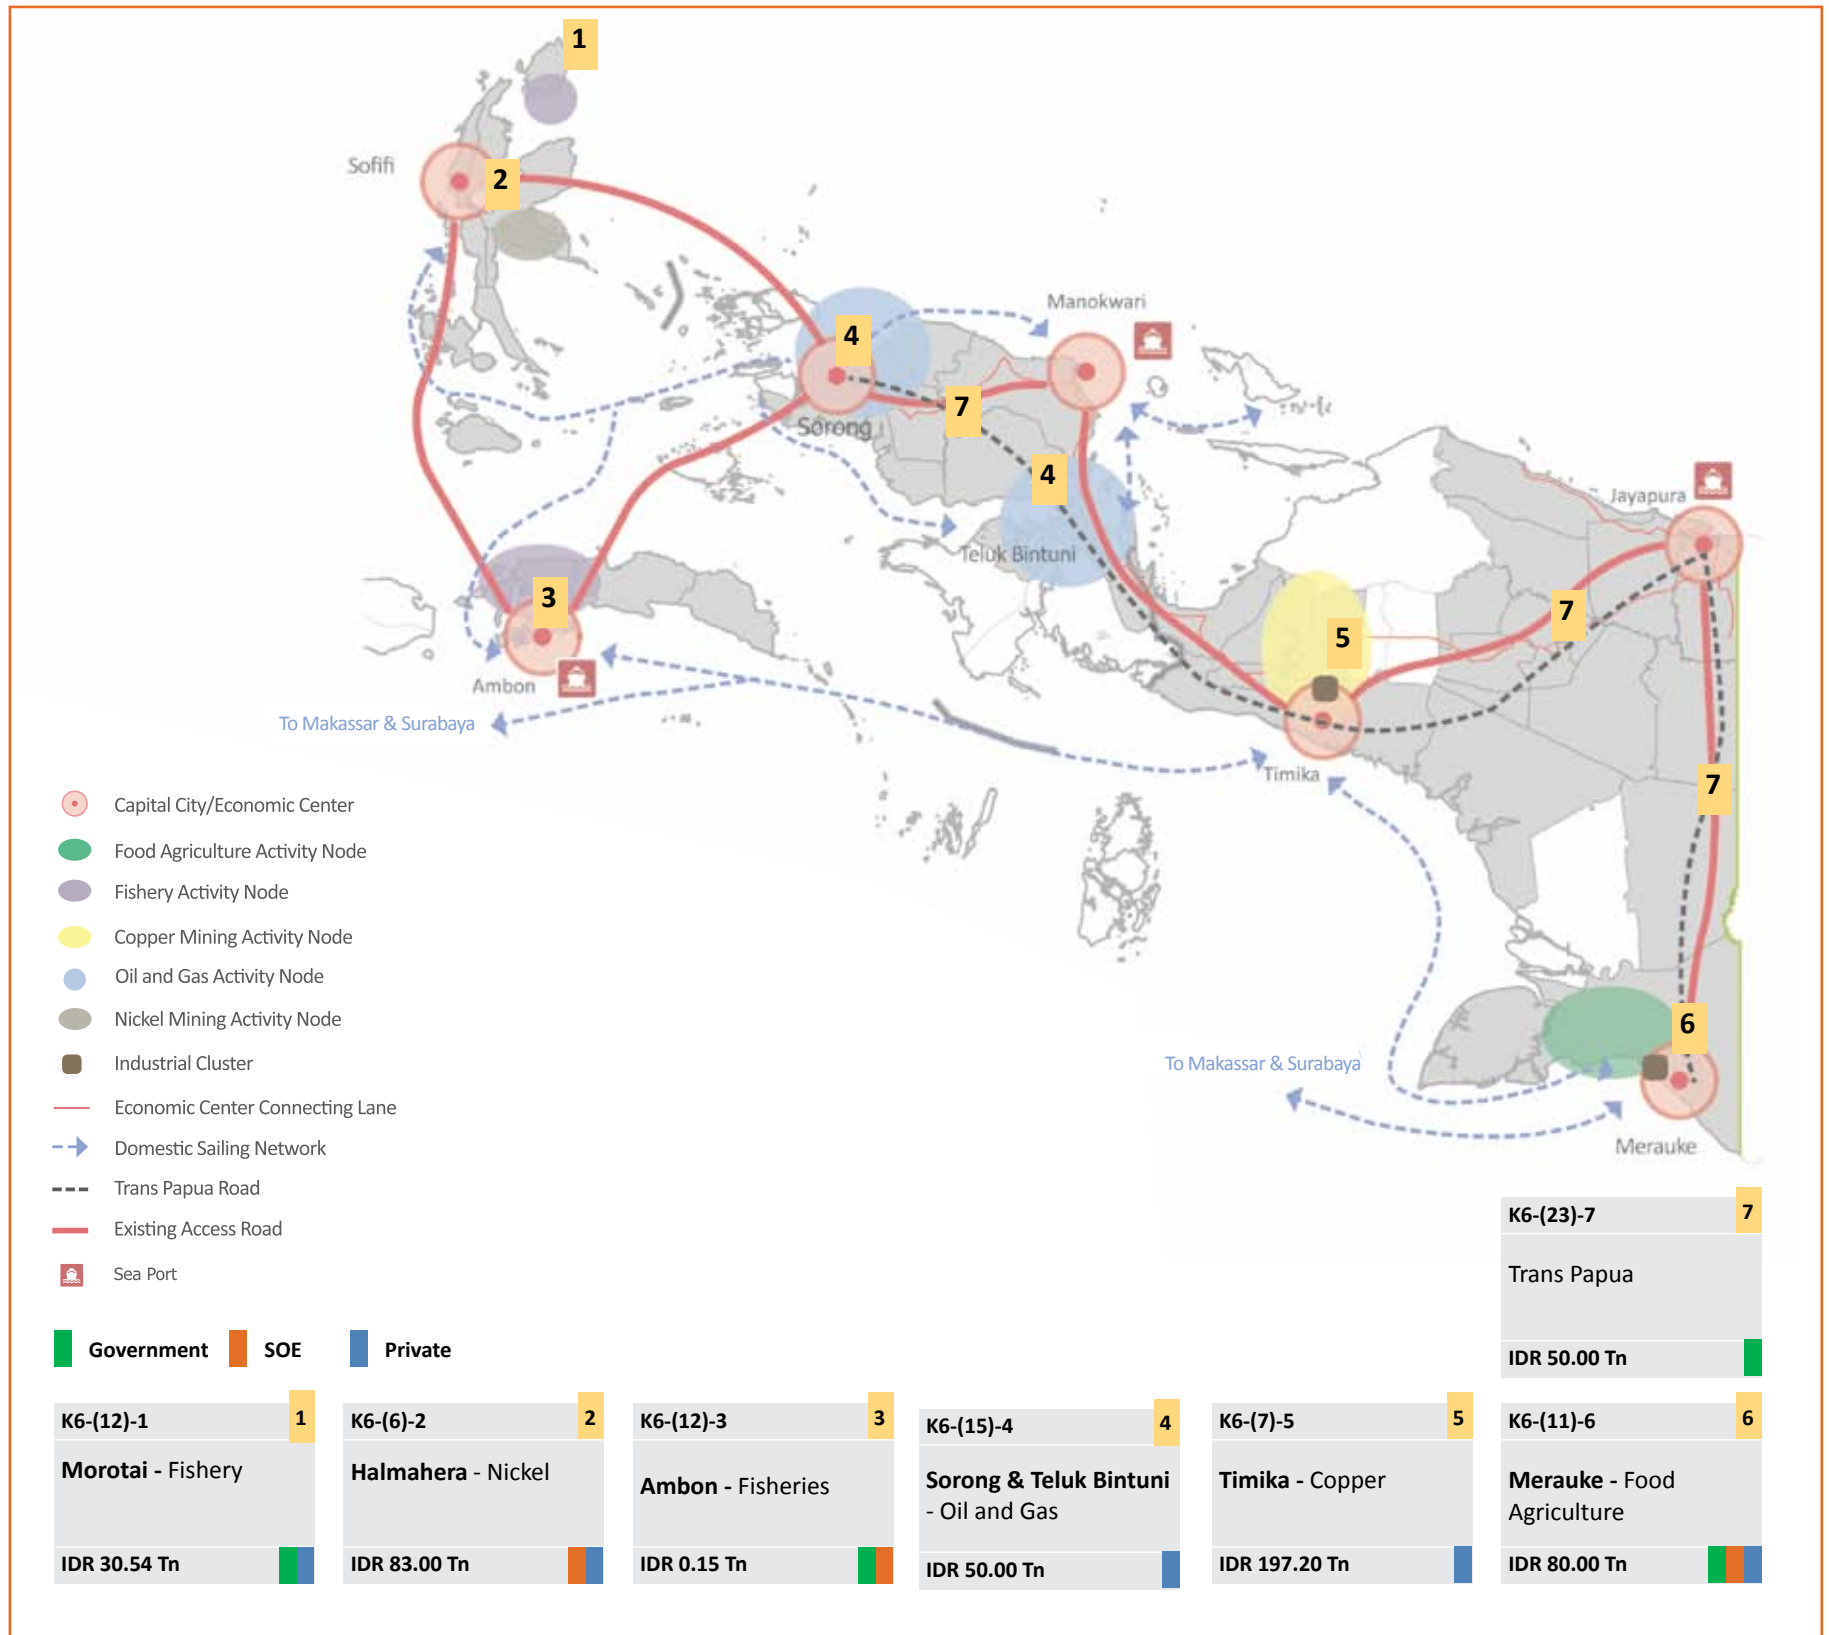 1
Sofifi
2
Manokwari
4
7
Sorong
4
Jayapura
Teluk Bintuni
3
7
5
Ambon
To Makassar & Surabaya
Timika
7
Capital City/Economic Center
Food Agriculture Activity Node
Fishery Activity Node
Copper Mining Activity Node
Oil and Gas Activity Node
Nickel Mining Activity Node
Industrial Cluster
Economic Center Connecting Lane
Domestic Sailing Network
Trans Papua Road
Existing Access Road
Sea Port
6
To Makassar & Surabaya
Merauke
K6-(23)-7 7
Trans Papua
IDR 50.00 Tn
Government SOE Private
K6-(12)-1 1
Morotai - Fishery
IDR 30.54 Tn
K6-(6)-2 2
Halmahera - Nickel
IDR 83.00 Tn
K6-(12)-3 3
Ambon - Fisheries
IDR 0.15 Tn
K6-(15)-4 4
Sorong & Teluk Bintuni
- Oil and Gas
IDR 50.00 Tn
K6-(7)-5 5
Timika - Copper
IDR 197.20 Tn
K6-(11)-6 6
Merauke - Food
Agriculture
IDR 80.00 Tn